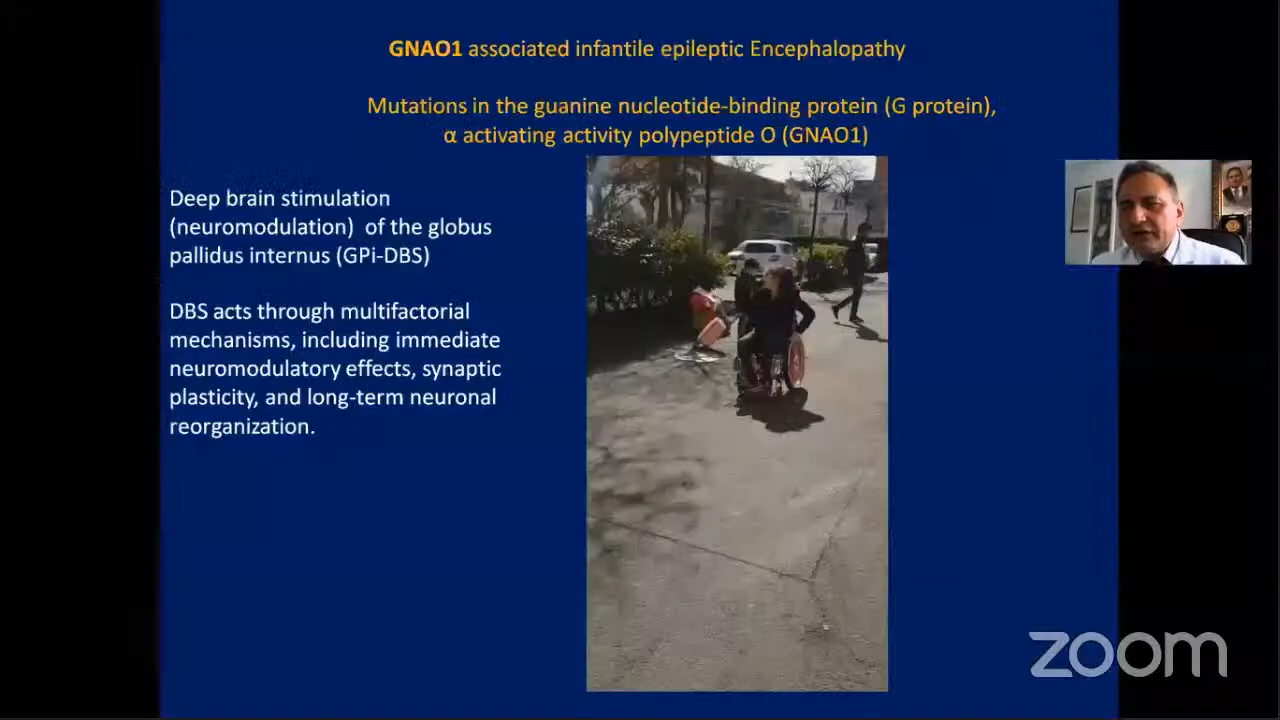 GNAO1 associated infantile epileptic Encephalopathy
Mutations in the guanine nucleotide-binding protein (G protein),
α activating activity polypeptide O (GNAO1)
Deep brain stimulation
(neuromodulation) of the globus
pallidus internus (GPi-DBS)
DBS acts through multifactorial
mechanisms, including immediate
neuromodulatory effects, synaptic
plasticity, and long-term neuronal
reorganization.
zoom